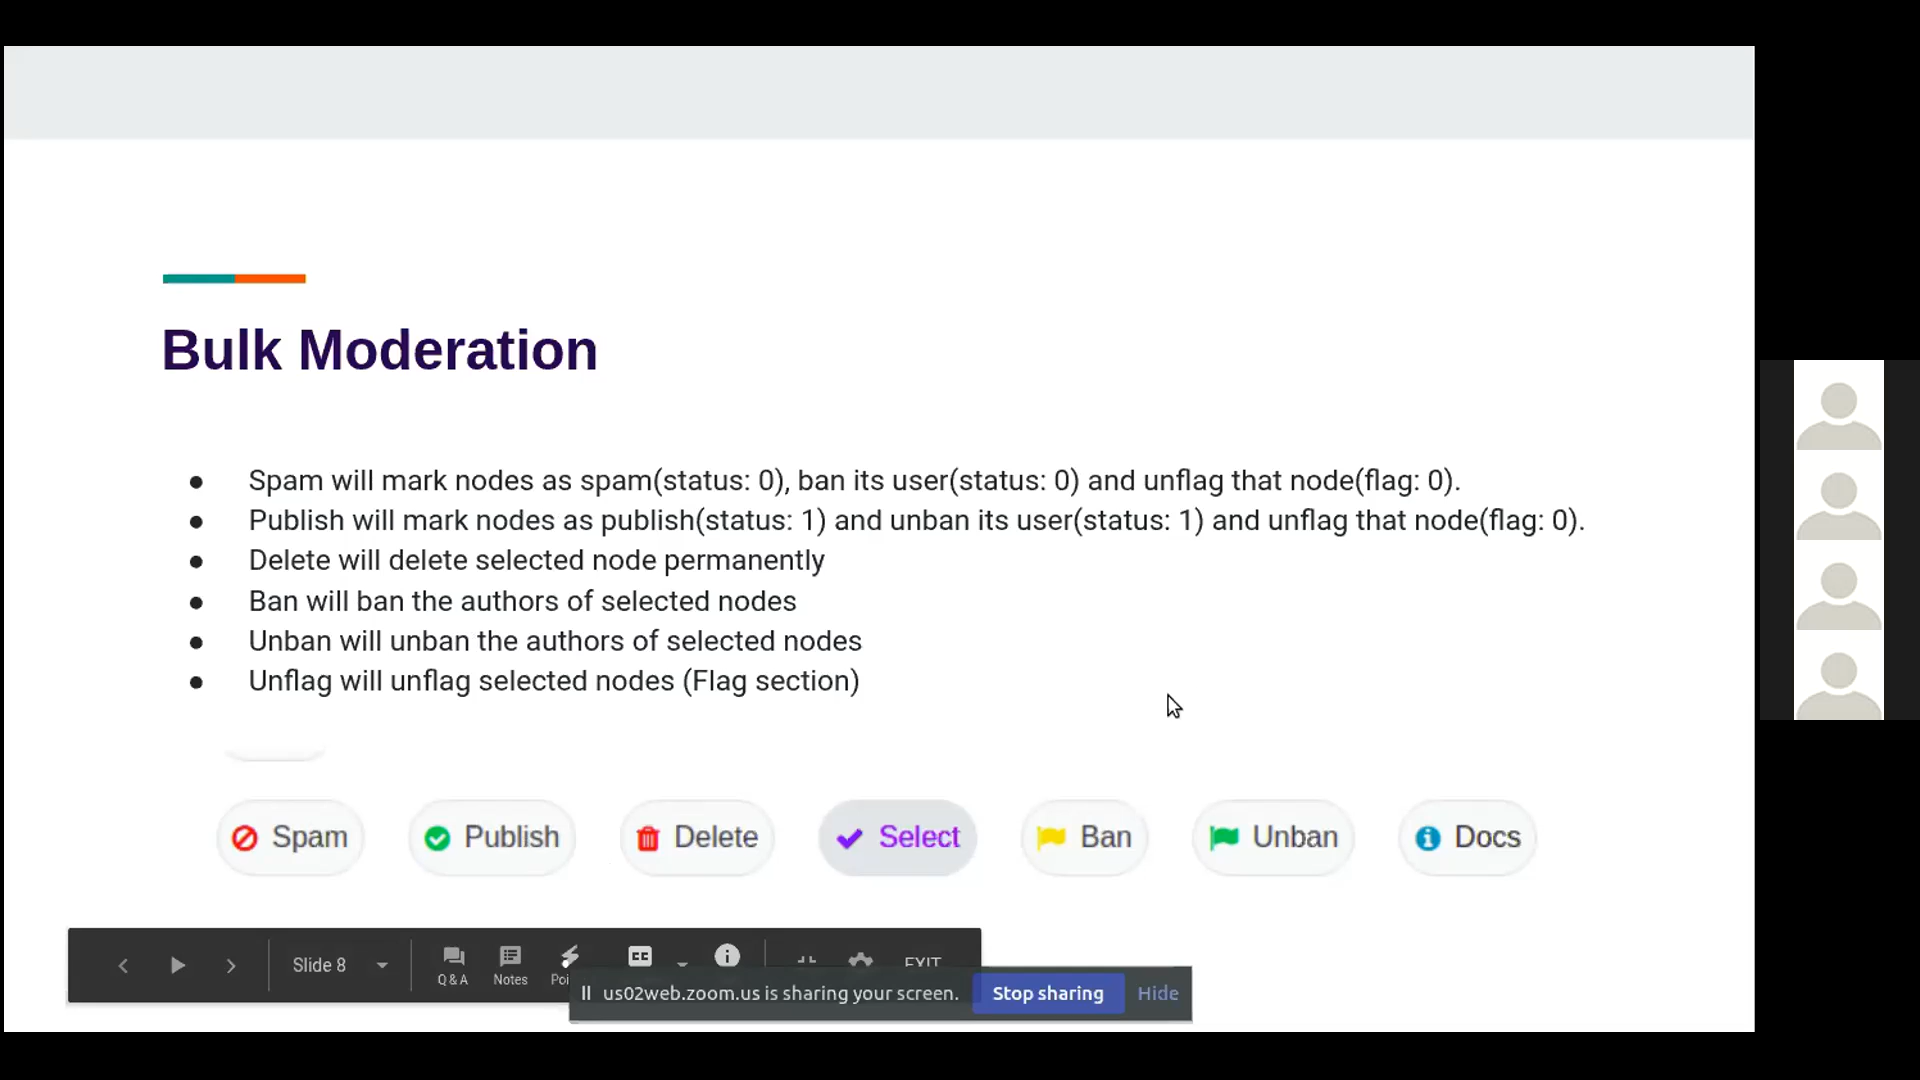 Bulk Moderation
● Spam will mark nodes as spam(status: 0), ban its user(status: 0) and unflag that node(flag: 0).
● Publish will mark nodes as publish(status: 1) and unban its user(status: 1) and unflag that node(flag: 0).
● Delete will delete selected node permanently
● Ban will ban the authors of selected nodes
● Unban will unban the authors of selected nodes
● Unflag will unflag selected nodes (Flag section)
Spam Publish Delete Select Ban Unban Docs
Slide 8 CC EXIT
Q&A Notes Poi
us02web.zoom.us is sharing your screen. Stop sharing Hide